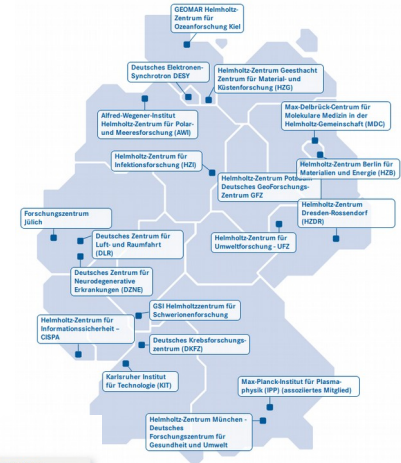 GEOMAR Helmholtz-
Zentrum für
Ozeanforschung Kiel
Deutsches Elektronen-
Synchrotron DESY
Helmholtz-Zentrum Geesthacht
Zentrum für Material- und
Küstenforschung (HZG)
Alfred-Wegener-Institut
Helmholtz-Zentrum für Polar-
und Meeresforschung (AWI)
Max-Delbrück-Centrum für
Molekulare Medizin in der
Helmholtz-Gemeinschaft (MDC)
Helmholtz-Zentrum für
Infektionsforschung (HZI)
Helmholtz-Zentrum Berlin für
Materialien und Energie (HZB)
Helmholtz-Zentrum
Deutsches GeoForschungs-
Zentrum GFZ
Helmholtz-Zentrum
Dresden-Rossendorf
(HZDR)
Forschungszentrum
Jülich
Deutsches Zentrum für
Luft- und Raumfahrt
(DLR)
Helmholtz-Zentrum für
Umweltforschung - UFZ
Deutsches Zentrum für
Neurodegenerative
Erkrankungen (DZNE)
GSI Helmholtzzentrum für
Schwerionenforschung
Helmholtz-Zentrum für
Informationssicherheit –
CISPA
Deutsches Krebsforschungs-
zentrum (DKFZ)
Karlsruher Institut
für Technologie (KIT)
Max-Planck-Institut für Plasma-
physik (IPP) (assoziiertes Mitglied)
Helmholtz-Zentrum München -
Deutsches
Forschungszentrum für
Gesundheit und Umwelt